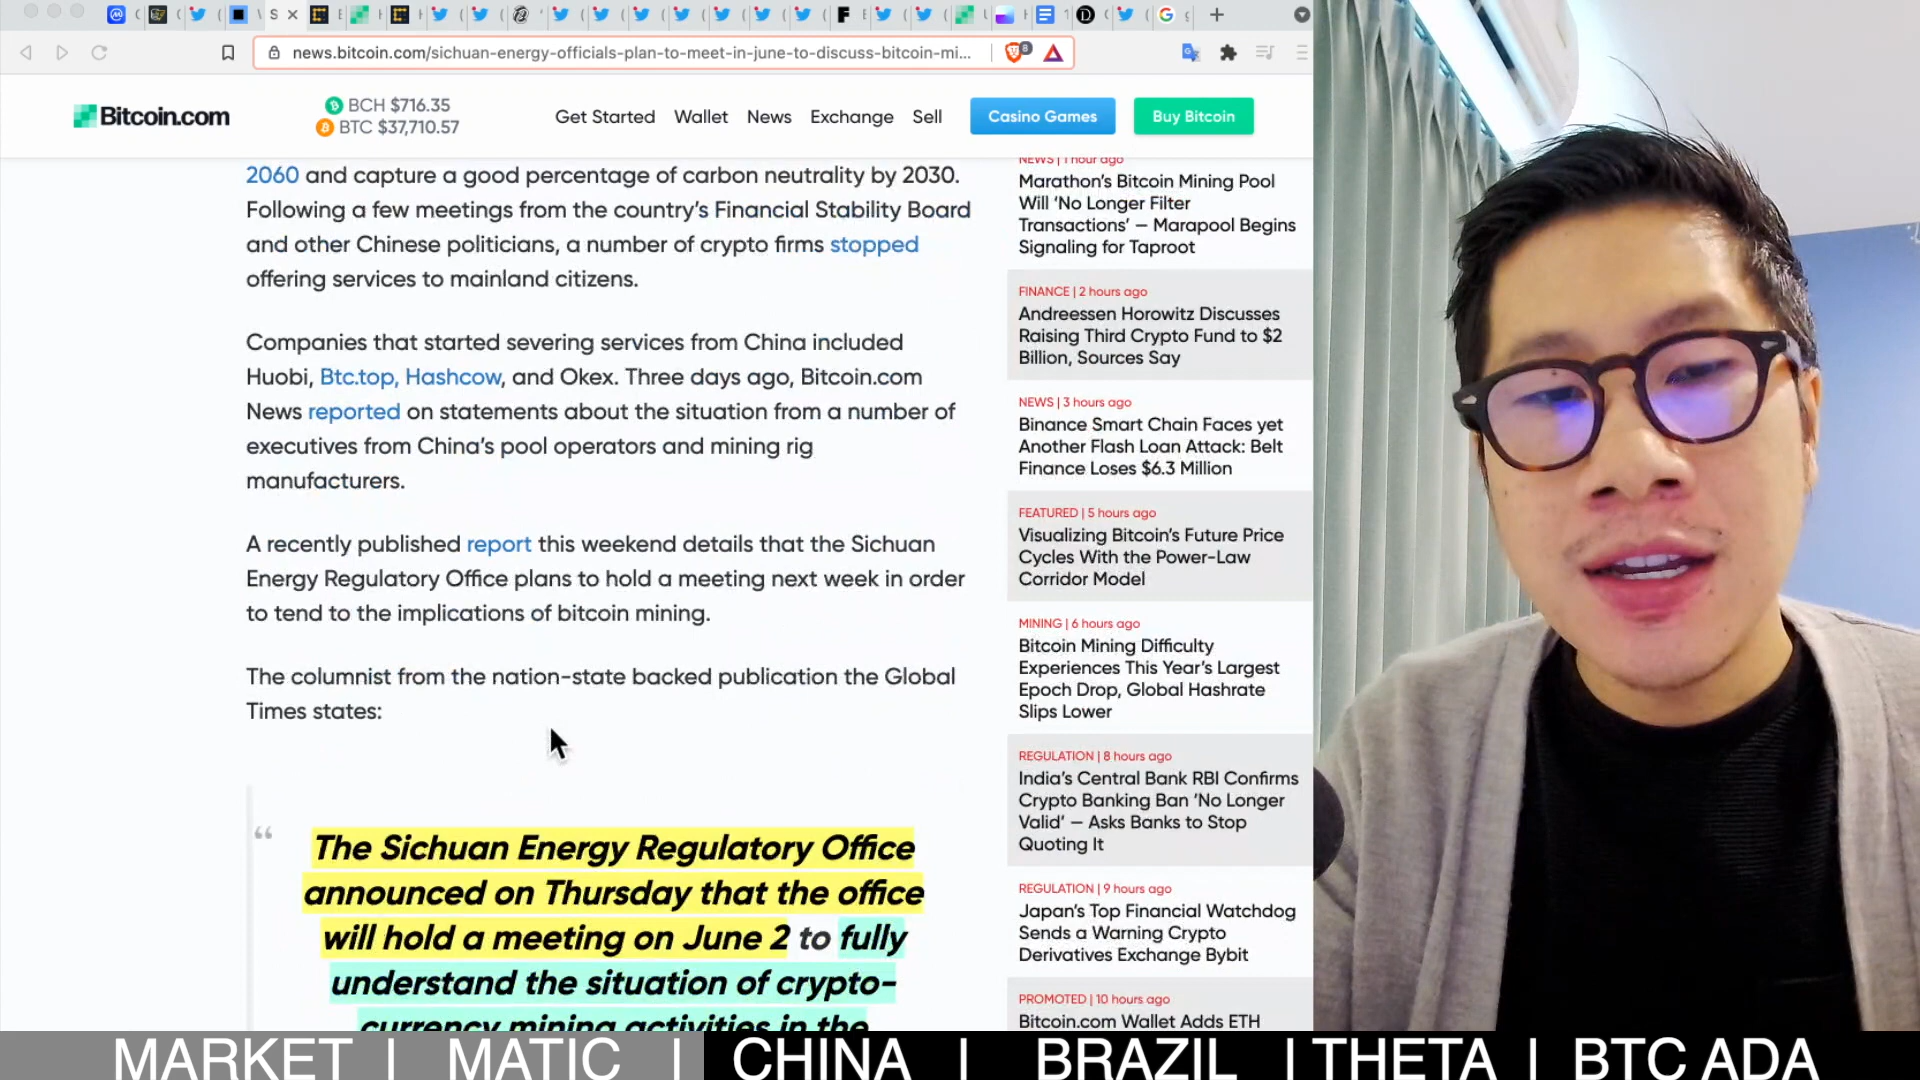 news.bitcoin.com/sichuan-energy-officials-plan-to-meet-in-june-to-discuss-bitcoin-mi...
8
Bitcoin.com
BCH $716.35
BTC $37,710.57
Get Started
Wallet
News
Exchange
Sell
Casino Games
Buy Bitcoin
2060 and capture a good percentage of carbon neutrality by 2030.
Following a few meetings from the country's Financial Stability Board
and other Chinese politicians, a number of crypto firms stopped
offering services to mainland citizens.
Companies that started severing services from China included
Huobi, Btc.top, Hashcow, and Okex. Three days ago, Bitcoin.com
News reported on statements about the situation from a number of
executives from China's pool operators and mining rig
manufacturers.
A recently published report this weekend details that the Sichuan
Energy Regulatory Office plans to hold a meeting next week in order
to tend to the implications of bitcoin mining.
The columnist from the nation-state backed publication the Global
Times states:
“
The Sichuan Energy Regulatory Office
announced on Thursday that the office
will hold a meeting on June 2 to fully
understand the situation of crypto-
currency mining activities in the
NEWS | 1 hour ago
Marathon's Bitcoin Mining Pool
Will 'No Longer Filter
Transactions' — Marapool Begins
Signaling for Taproot
FINANCE | 2 hours ago
Andreessen Horowitz Discusses
Raising Third Crypto Fund to $2
Billion, Sources Say
NEWS | 3 hours ago
Binance Smart Chain Faces yet
Another Flash Loan Attack: Belt
Finance Loses $6.3 Million
FEATURED | 5 hours ago
Visualizing Bitcoin's Future Price
Cycles With the Power-Law
Corridor Model
MINING | 6 hours ago
Bitcoin Mining Difficulty
Experiences This Year's Largest
Epoch Drop, Global Hashrate
Slips Lower
REGULATION | 8 hours ago
India's Central Bank RBI Confirms
Crypto Banking Ban 'No Longer
Valid' — Asks Banks to Stop
Quoting It
REGULATION | 9 hours ago
Japan's Top Financial Watchdog
Sends a Warning Crypto
Derivatives Exchange Bybit
PROMOTED | 10 hours ago
Bitcoin.com Wallet Adds ETH
MARKET | MATIC | CHINA | BRAZIL | THETA | BTC ADA